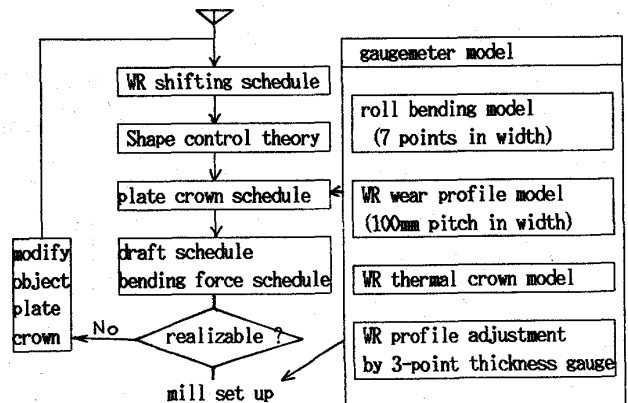 WR shifting schedule
Shape control theory
plate crown schedule
draft schedule
bending force schedule
realizable ?
No
modify
object
plate
crown
mill set up
gaugemeter model
roll bending model
(7 points in width)
WR wear profile model
(100mm pitch in width)
WR thermal crown model
WR profile adjustment
by 3-point thickness gauge